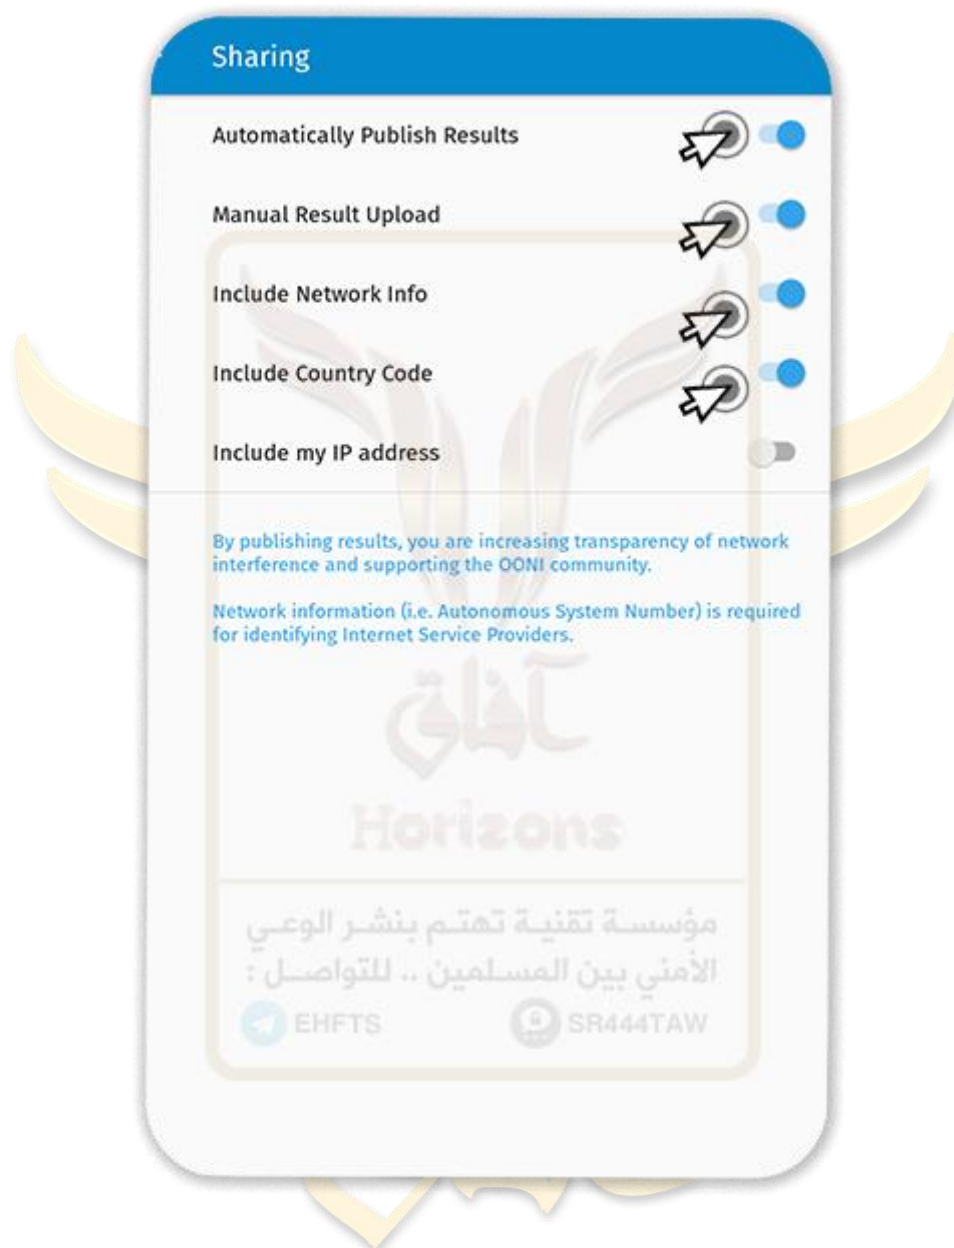 Sharing
Automatically Publish Results
Manual Result Upload
Include Network Info
Include Country Code
Include my IP address
By publishing results, you are increasing transparency of network
interference and supporting the OONI community.
Network information (i.e. Autonomous System Number) is required
for identifying Internet Service Providers.
آفاق
Horizons
مؤسسة تقنية تهتم بنشر الوعي
الأمني بين المسلمين .. للتواصل :
EHFTS
SR444TAW